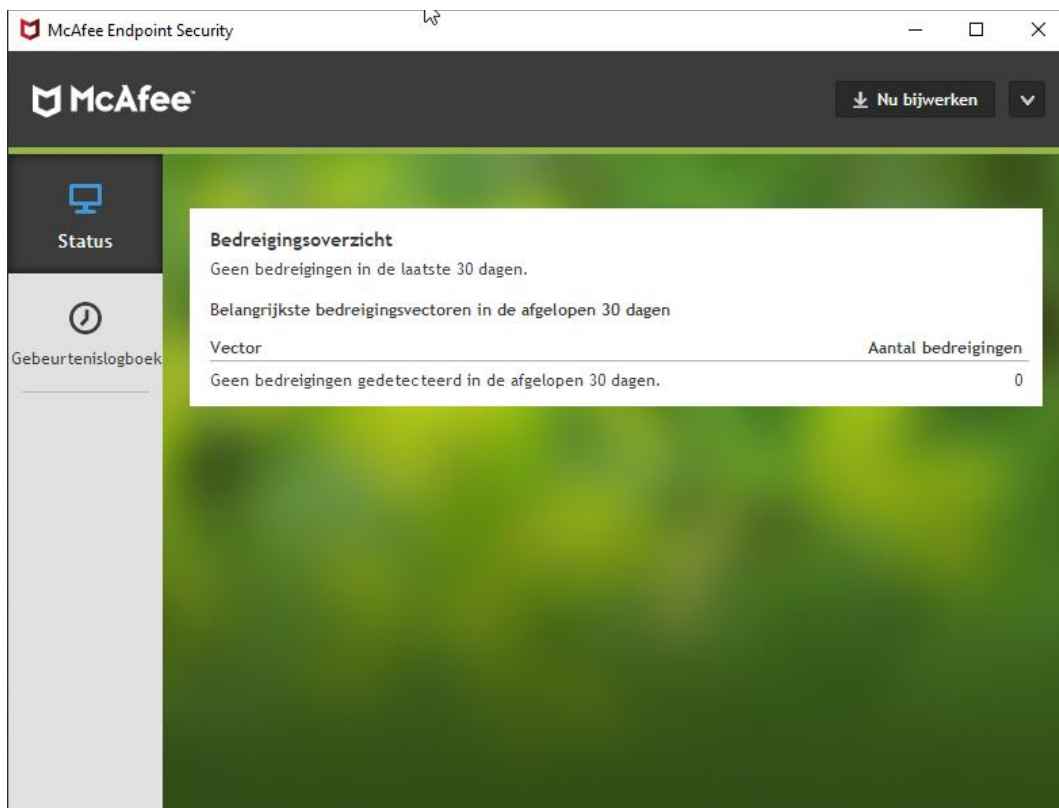 McAfee Endpoint Security
McAfee
Nu bijwerken
Status
Gebeurtenislogboek
Bedreigingsoverzicht
Geen bedreigingen in de laatste 30 dagen.
Belangrijkste bedreigingsvectoren in de afgelopen 30 dagen
Vector Aantal bedreigingen
Geen bedreigingen gedetecteerd in de afgelopen 30 dagen. 0